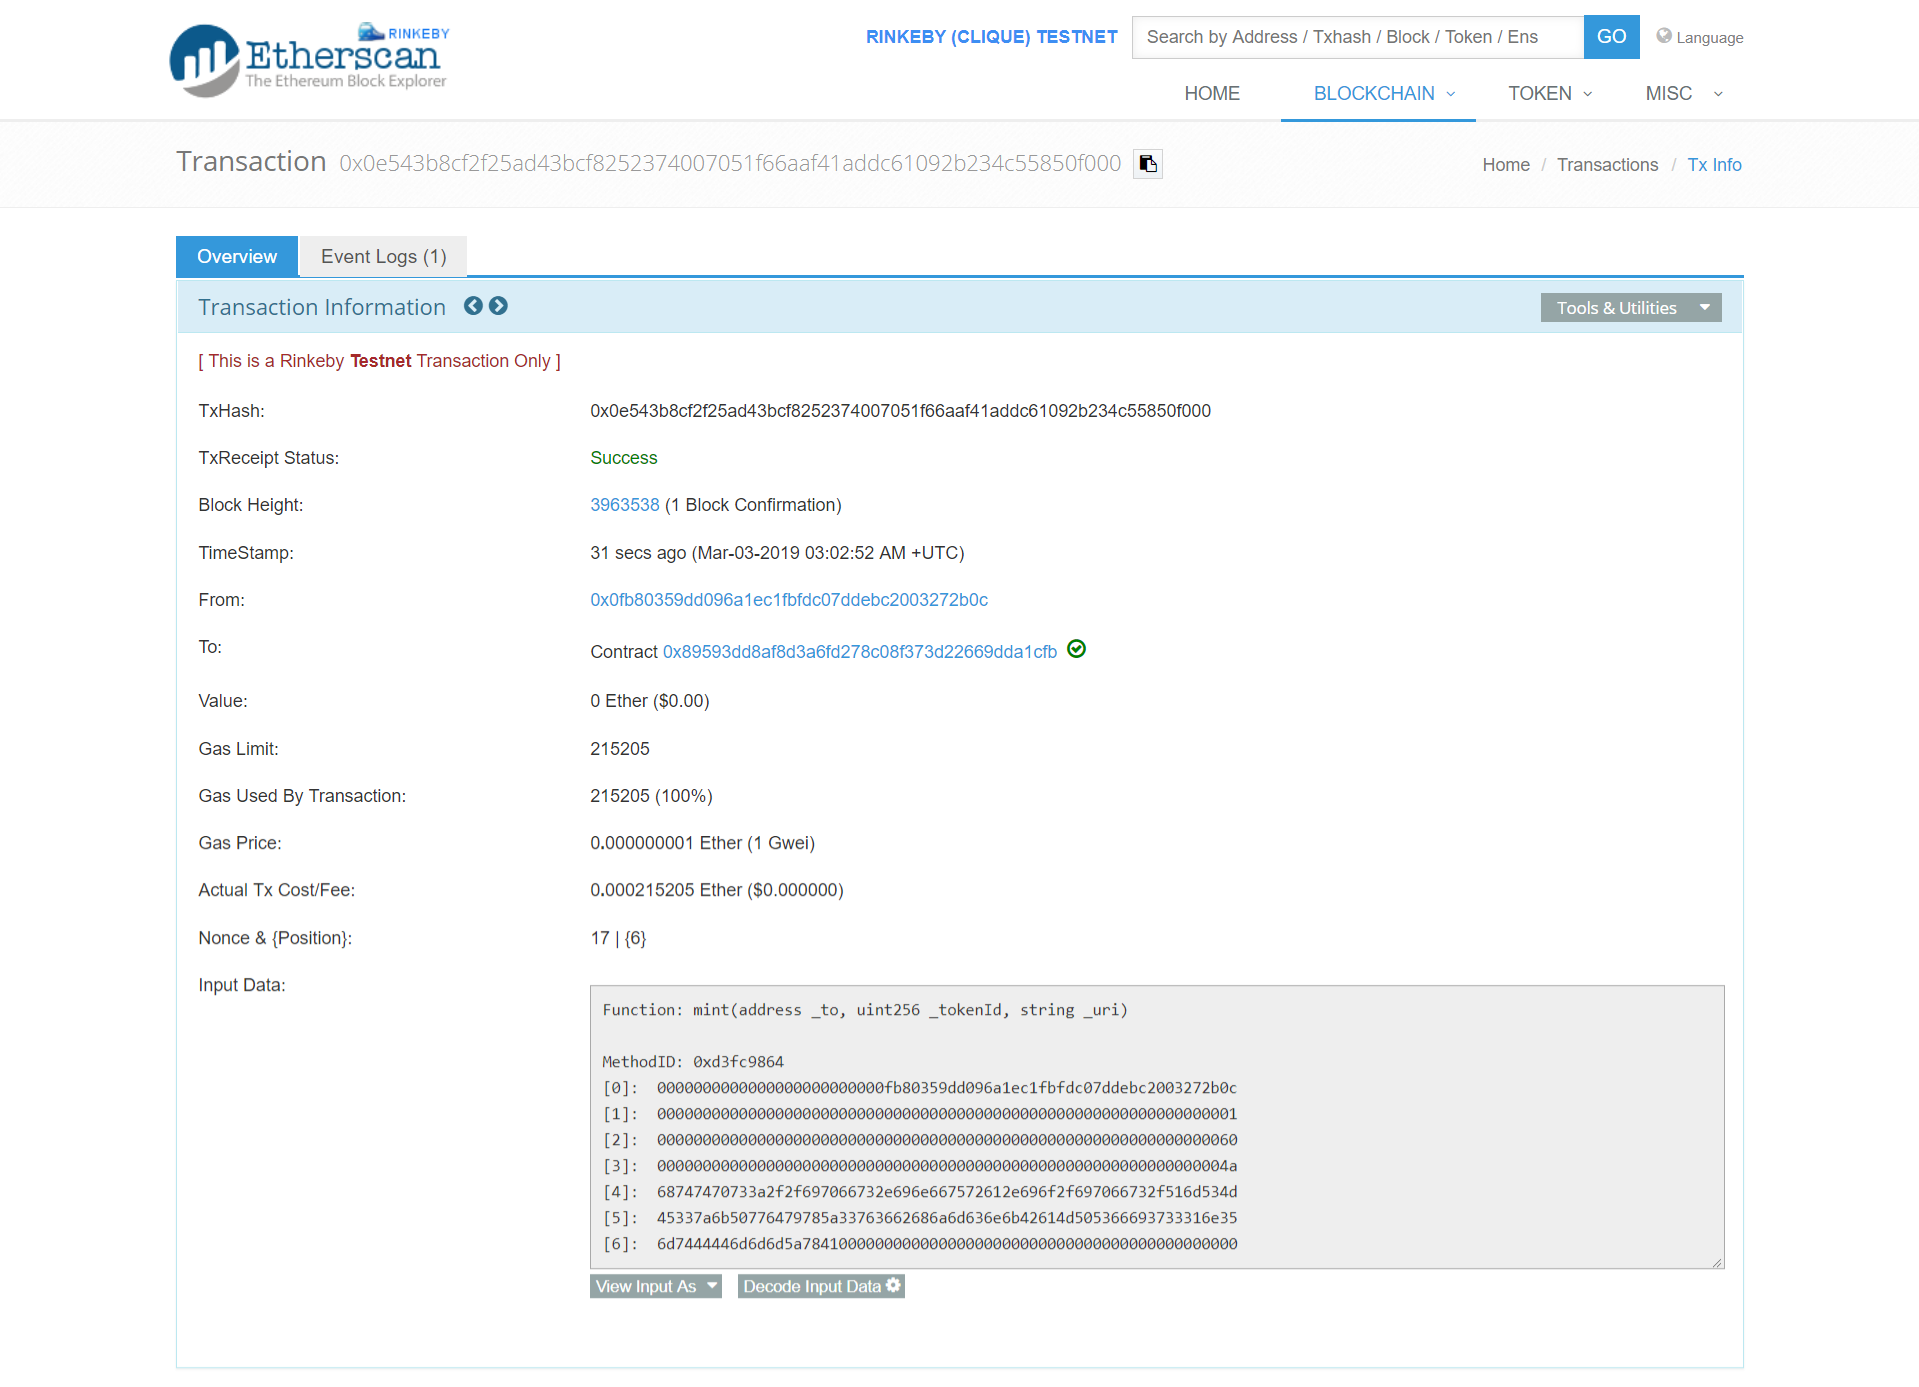 RINKEBY
Etherscan
The Ethereum Block Explorer
RINKEBY (CLIQUE) TESTNET
Search by Address / Txhash / Block / Token / Ens
GO
Language
HOME
BLOCKCHAIN
TOKEN
MISC
Transaction 0x0e543b8cf2f25ad43bcf8252374007051f66aaf41addc61092b234c55850f000
Home / Transactions / Tx Info
Overview
Event Logs (1)
Transaction Information
Tools & Utilities
[ This is a Rinkeby Testnet Transaction Only ]
TxHash: 0x0e543b8cf2f25ad43bcf8252374007051f66aaf41addc61092b234c55850f000
TxReceipt Status: Success
Block Height: 3963538 (1 Block Confirmation)
TimeStamp: 31 secs ago (Mar-03-2019 03:02:52 AM +UTC)
From: 0x0fb80359dd096a1ec1fbfdc07ddebc2003272b0c
To: Contract 0x89593dd8af8d3a6fd278c08f373d22669dda1cfb
Value: 0 Ether ($0.00)
Gas Limit: 215205
Gas Used By Transaction: 215205 (100%)
Gas Price: 0.000000001 Ether (1 Gwei)
Actual Tx Cost/Fee: 0.000215205 Ether ($0.000000)
Nonce & {Position}: 17 | {6}
Input Data:
Function: mint(address _to, uint256 _tokenId, string _uri)
MethodID: 0xd3fc9864
[0]: 0000000000000000000000000fb80359dd096a1ec1fbfdc07ddebc2003272b0c
[1]: 0000000000000000000000000000000000000000000000000000000000000001
[2]: 0000000000000000000000000000000000000000000000000000000000000060
[3]: 000000000000000000000000000000000000000000000000000000000000004a
[4]: 68747470733a2f2f697066732e696e667572612e696f2f697066732f516d534d
[5]: 45337a6b50776479785a33763662686a6d636e6b42614d505366693733316e35
[6]: 6d7444446d6d6d5a784100000000000000000000000000000000000000000000
View Input As
Decode Input Data